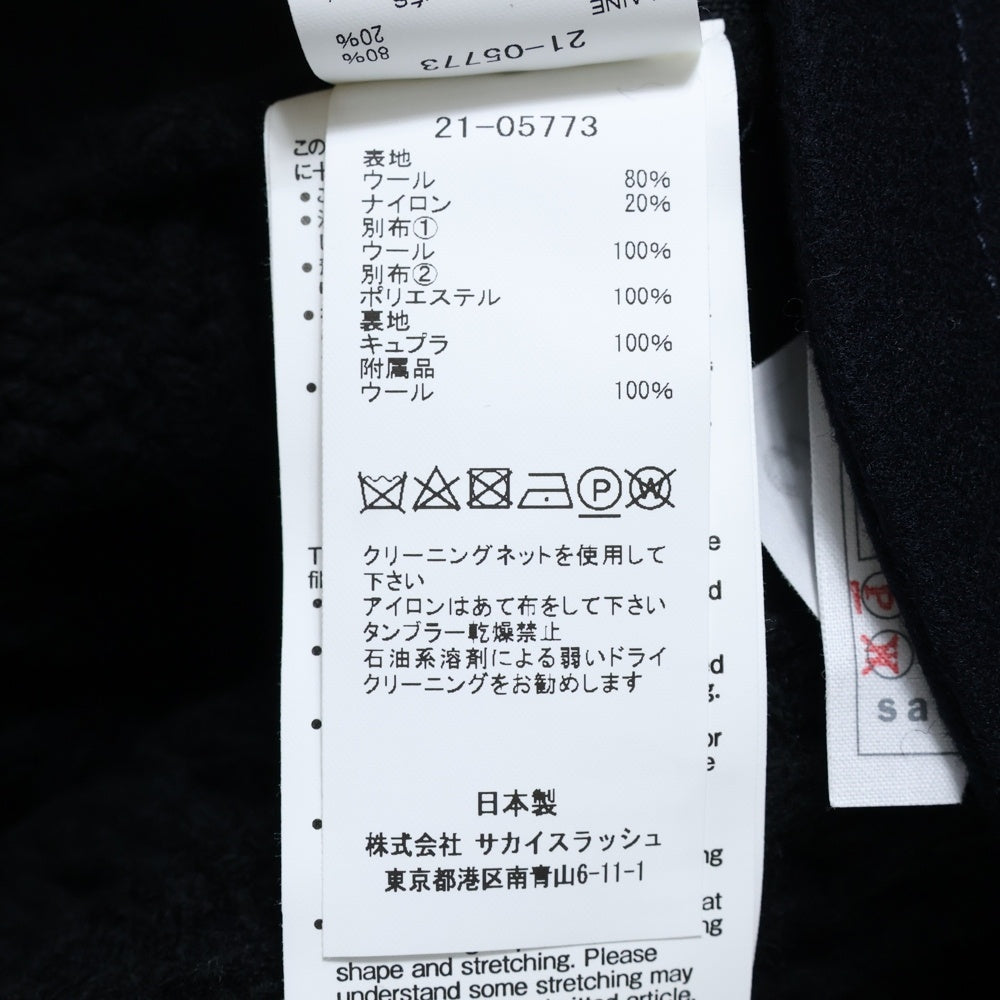 20%
80%
21-05773
21-05773
表地
ウール 80%
ナイロン 20%
別布①
ウール 100%
別布②
ポリエステル 100%
裏地
キュプラ 100%
附属品
ウール 100%
P W
クリーニングネットを使用して
下さい
アイロンはあて布をして下さい
タンブラー乾燥禁止
石油系溶剤による弱いドライ
クリーニングをお勧めします
日本製
株式会社 サカイスラッシュ
東京都港区南青山6-11-1
この
shape and stretching. Please
understand some stretching may
article.
P
sa